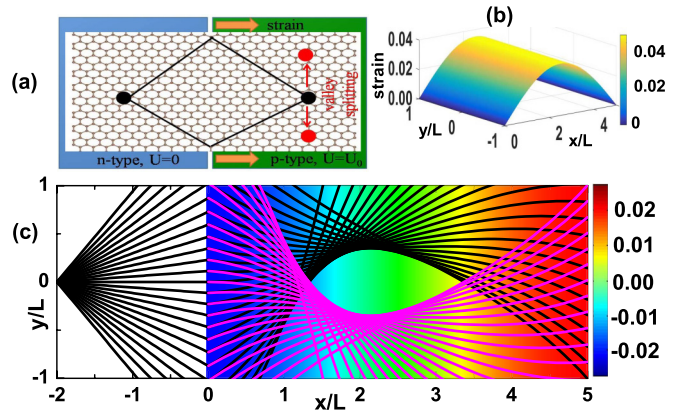 strain
(a)
valley
splitting
n-type, U=0
p-type, U=U₀
(b)
strain
0.04
0.02
0.00
1
0
-1
y/L
0
2
4
x/L
0.04
0.02
0
(c)
y/L
1
0
-1
-2
-1
0
1
2
3
4
5
x/L
0.02
0.01
0.00
-0.01
-0.02